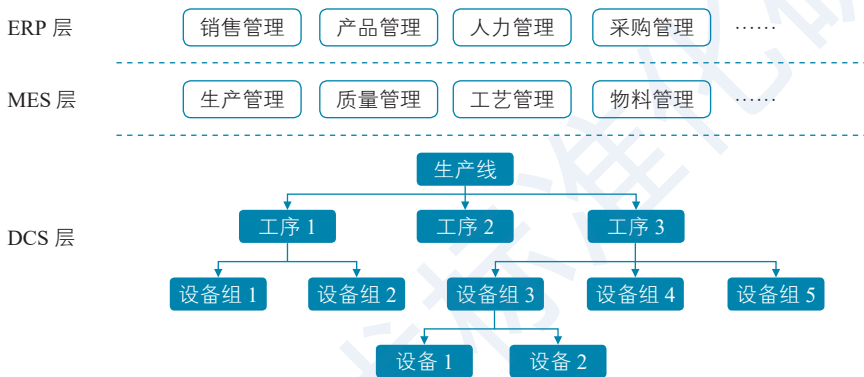 ERP 层 销售管理 产品管理 人力管理 采购管理 ……
MES 层 生产管理 质量管理 工艺管理 物料管理 ……
生产线
DCS 层 工序 1 工序 2 工序 3
设备组 1 设备组 2 设备组 3 设备组 4 设备组 5
设备 1 设备 2
标准化研